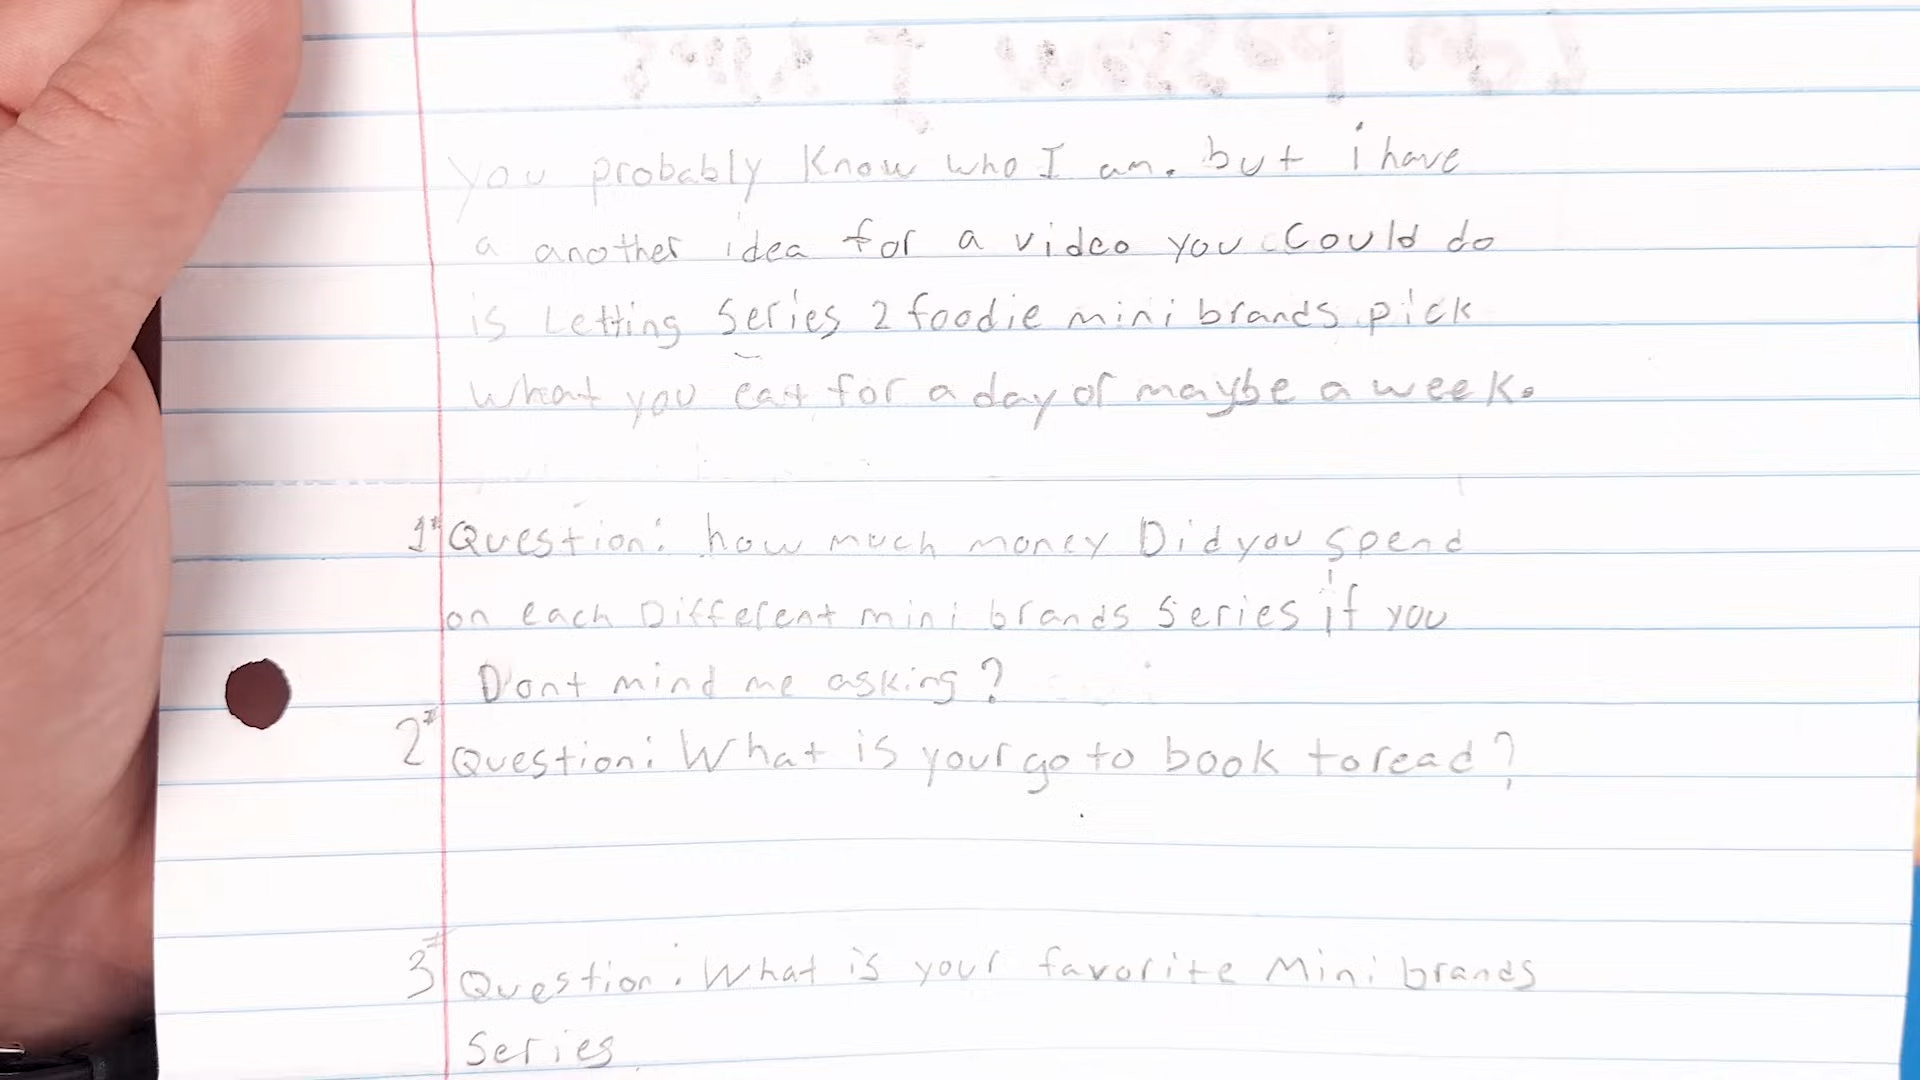 you probably Know who I am. but i have
a another idea for a video you could do
is Letting Series 2 foodie mini brands pick
What you eat for a day or maybe a week.
1# Question: how much money Did you spend
on each Different mini brands Series if you
Dont mind me asking?
2# Question: What is your go to book to read?
3# Question: What is your favorite Mini brands
Series